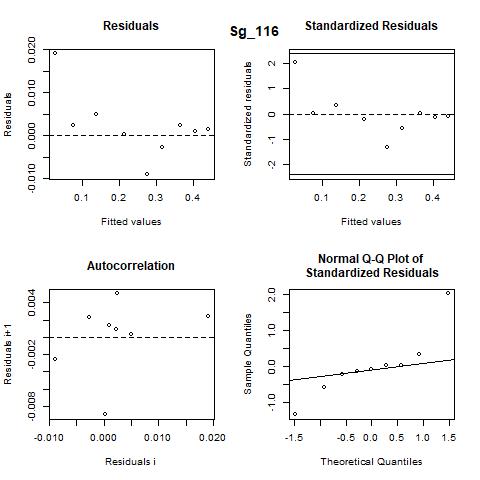 Sg_116
Residuals
Standardized Residuals
Residuals
0.020
0.010
0.000
-0.010
0.1 0.2 0.3 0.4
Fitted values
Standardized residuals
2
1
0
-1
-2
0.1 0.2 0.3 0.4
Fitted values
Autocorrelation
Residuals i+1
0.004
-0.002
-0.008
-0.010 0.000 0.010 0.020
Residuals i
Normal Q-Q Plot of
Standardized Residuals
Sample Quantiles
2.0
1.0
0.0
-1.0
-1.5 -0.5 0.0 0.5 1.0 1.5
Theoretical Quantiles